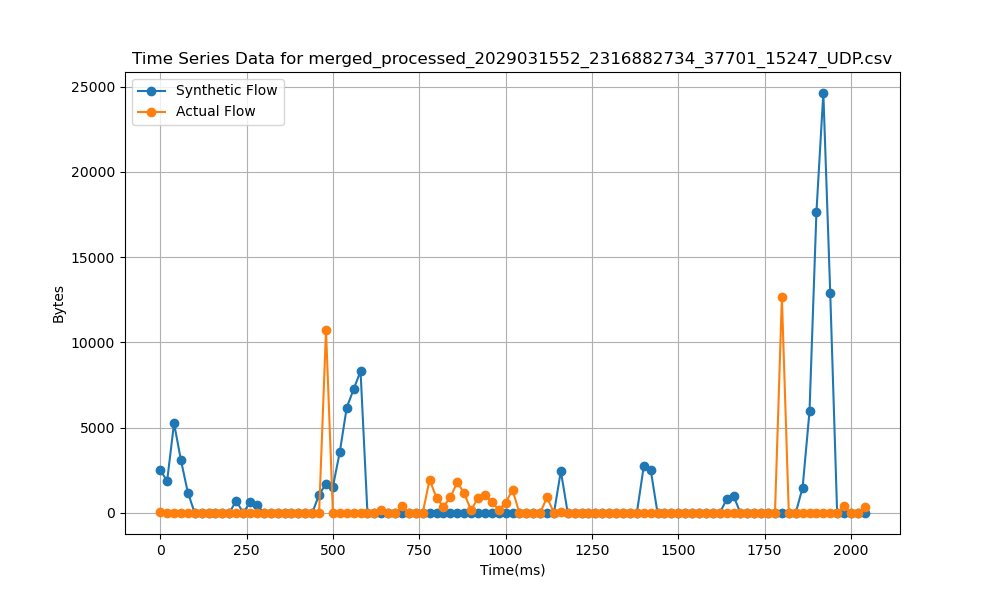 Time Series Data for merged_processed_2029031552_2316882734_37701_15247_UDP.csv
Synthetic Flow
Actual Flow
25000
20000
15000
10000
5000
0
Bytes
0 250 500 750 1000 1250 1500 1750 2000
Time(ms)